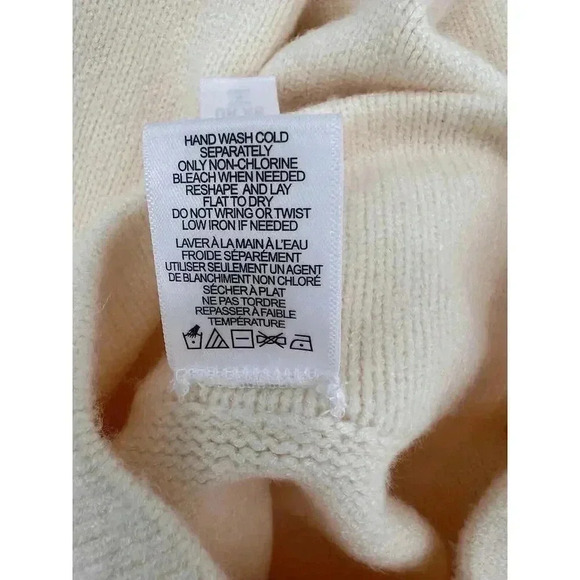 HAND WASH COLD
SEPARATELY
ONLY NON-CHLORINE
BLEACH WHEN NEEDED
RESHAPE AND LAY
FLAT TO DRY
DO NOT WRING OR TWIST
LOW IRON IF NEEDED
LAVER À LA MAIN À L'EAU
FROIDE SÉPARÉMENT
UTILISER SEULEMENT UN AGENT
DE BLANCHIMENT NON CHLORÉ
SÉCHER À PLAT
NE PAS TORDRE
REPASSER À FAIBLE
TEMPÉRATURE